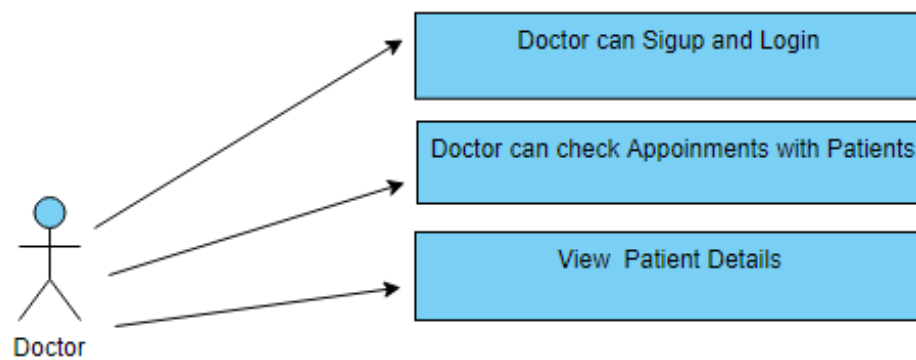 Doctor can Sigup and Login
Doctor can check Appoinments with Patients
View Patient Details
Doctor